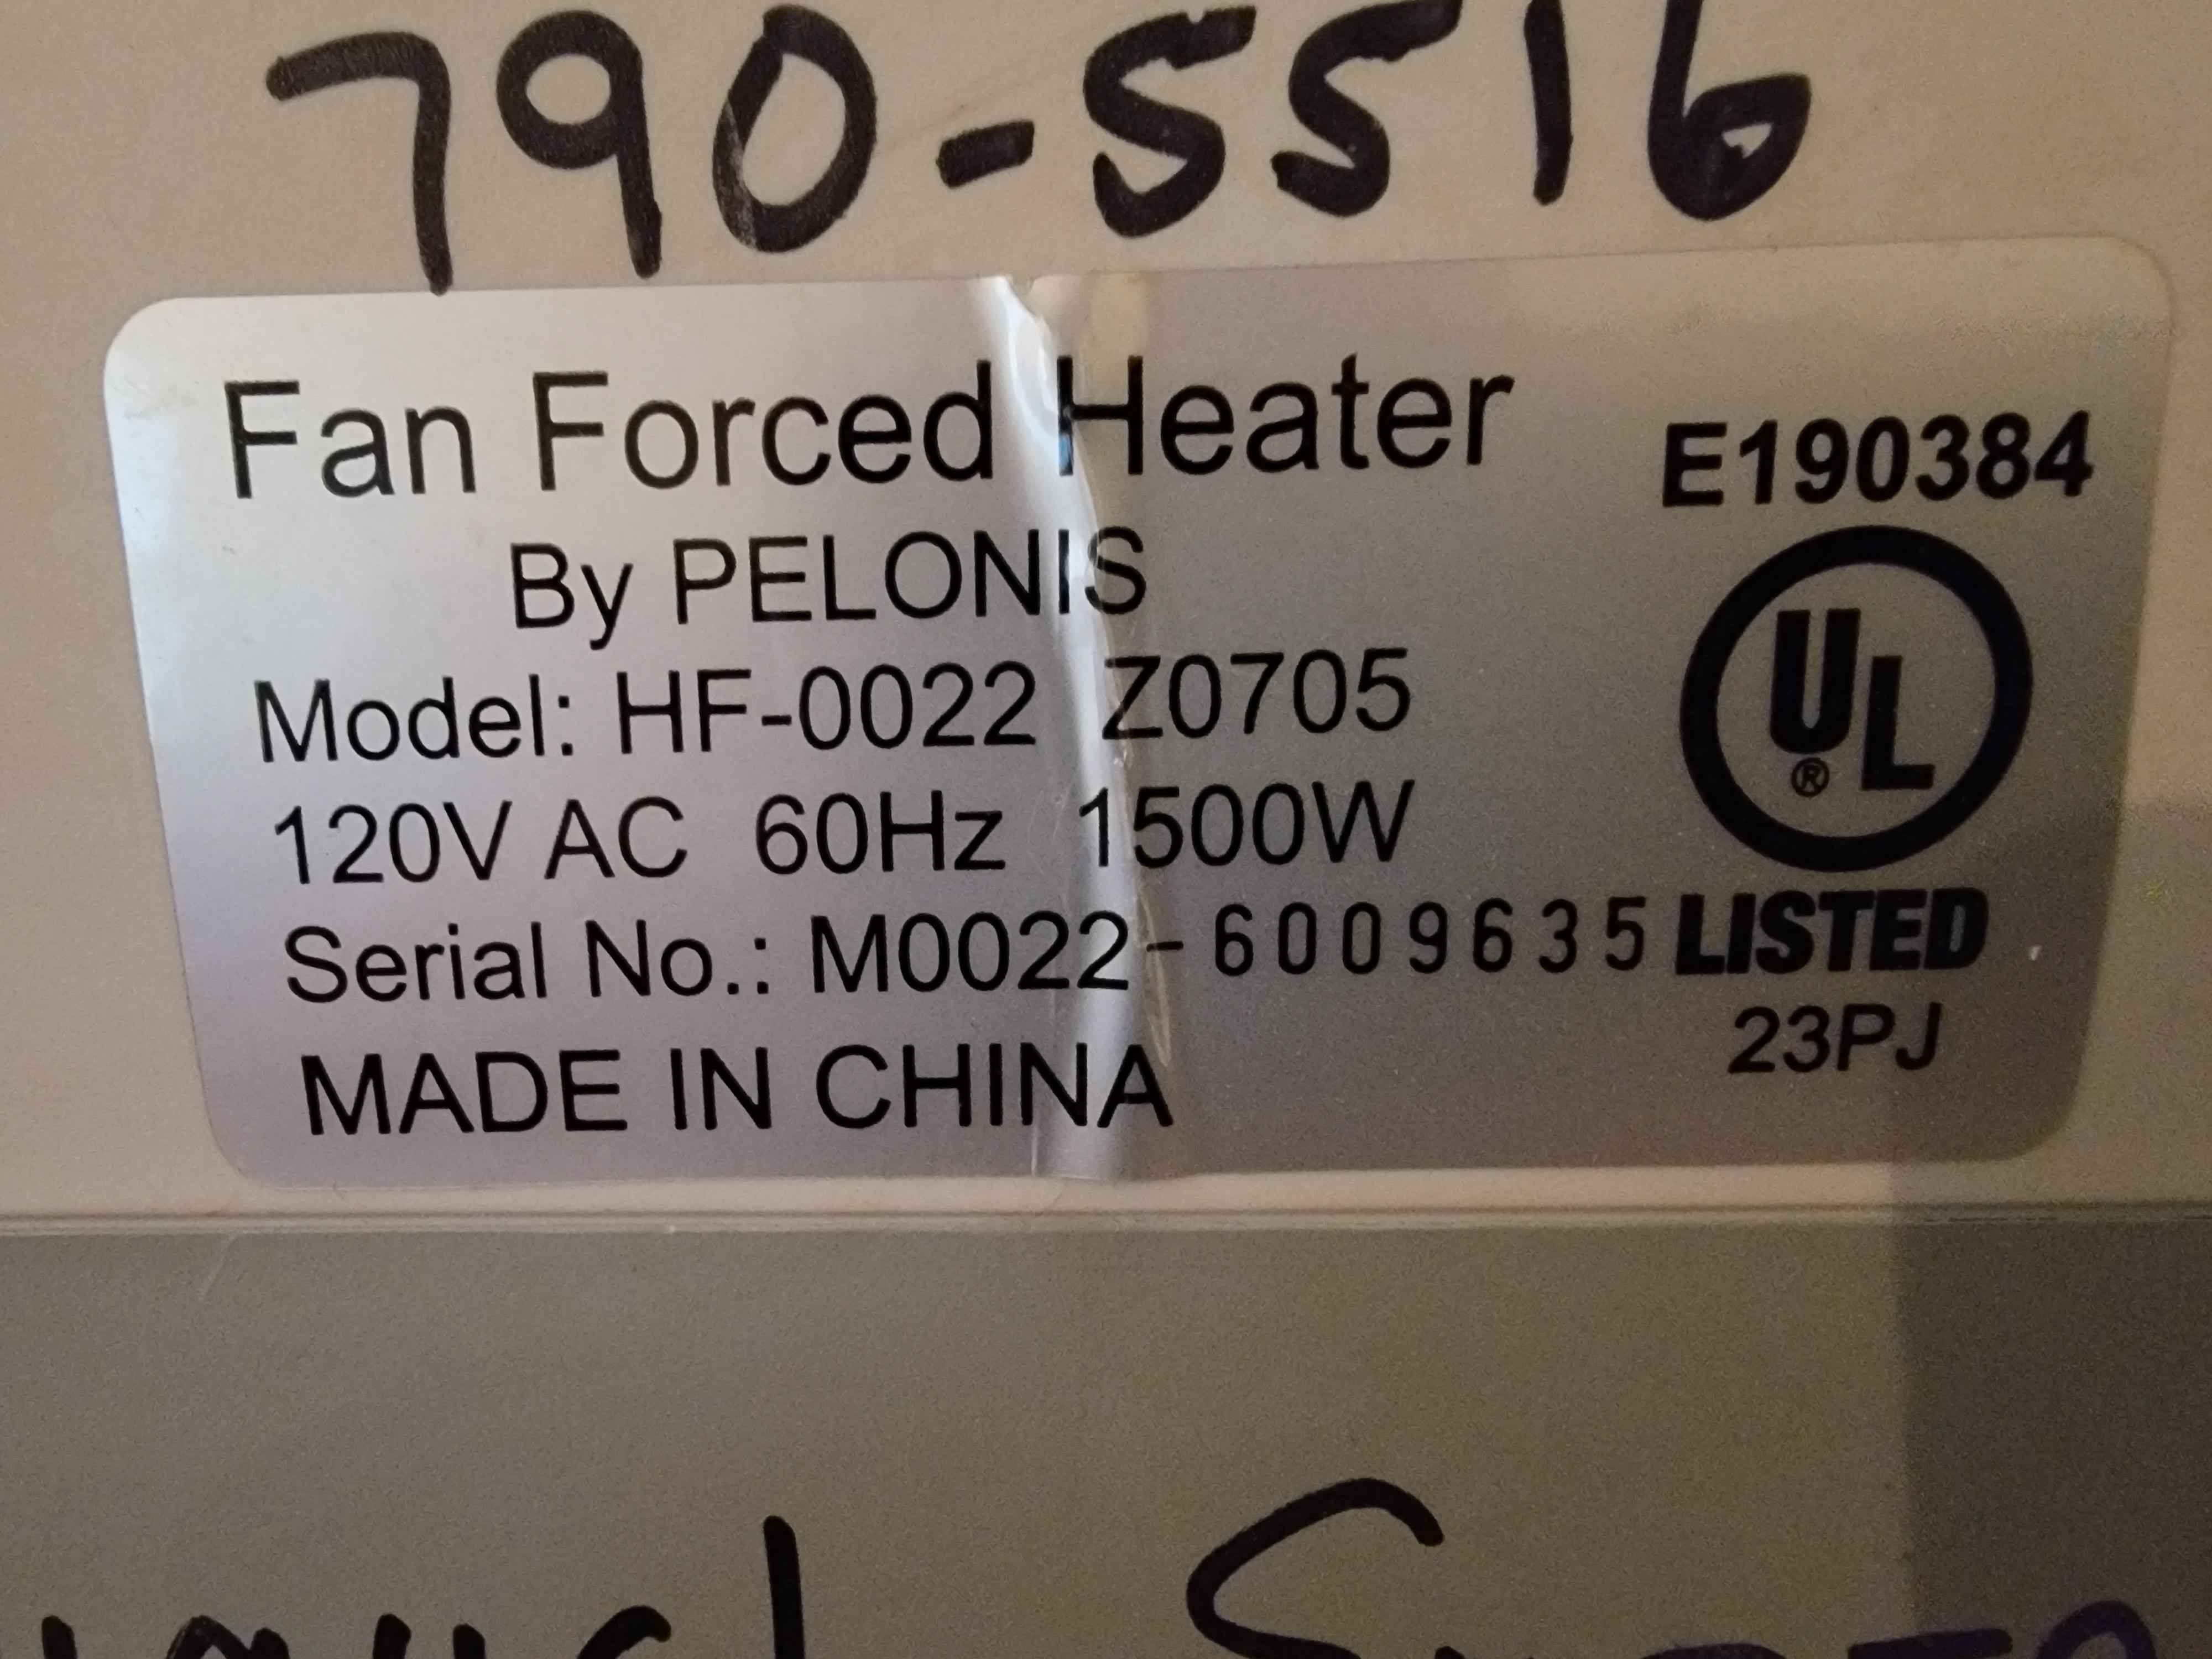 790-5516
Fan Forced Heater
By PELONIS
Model: HF-0022 Z0705
120V AC 60Hz 1500W
Serial No.: M0022-6009635
MADE IN CHINA
E190384
UL
®
LISTED
23PJ